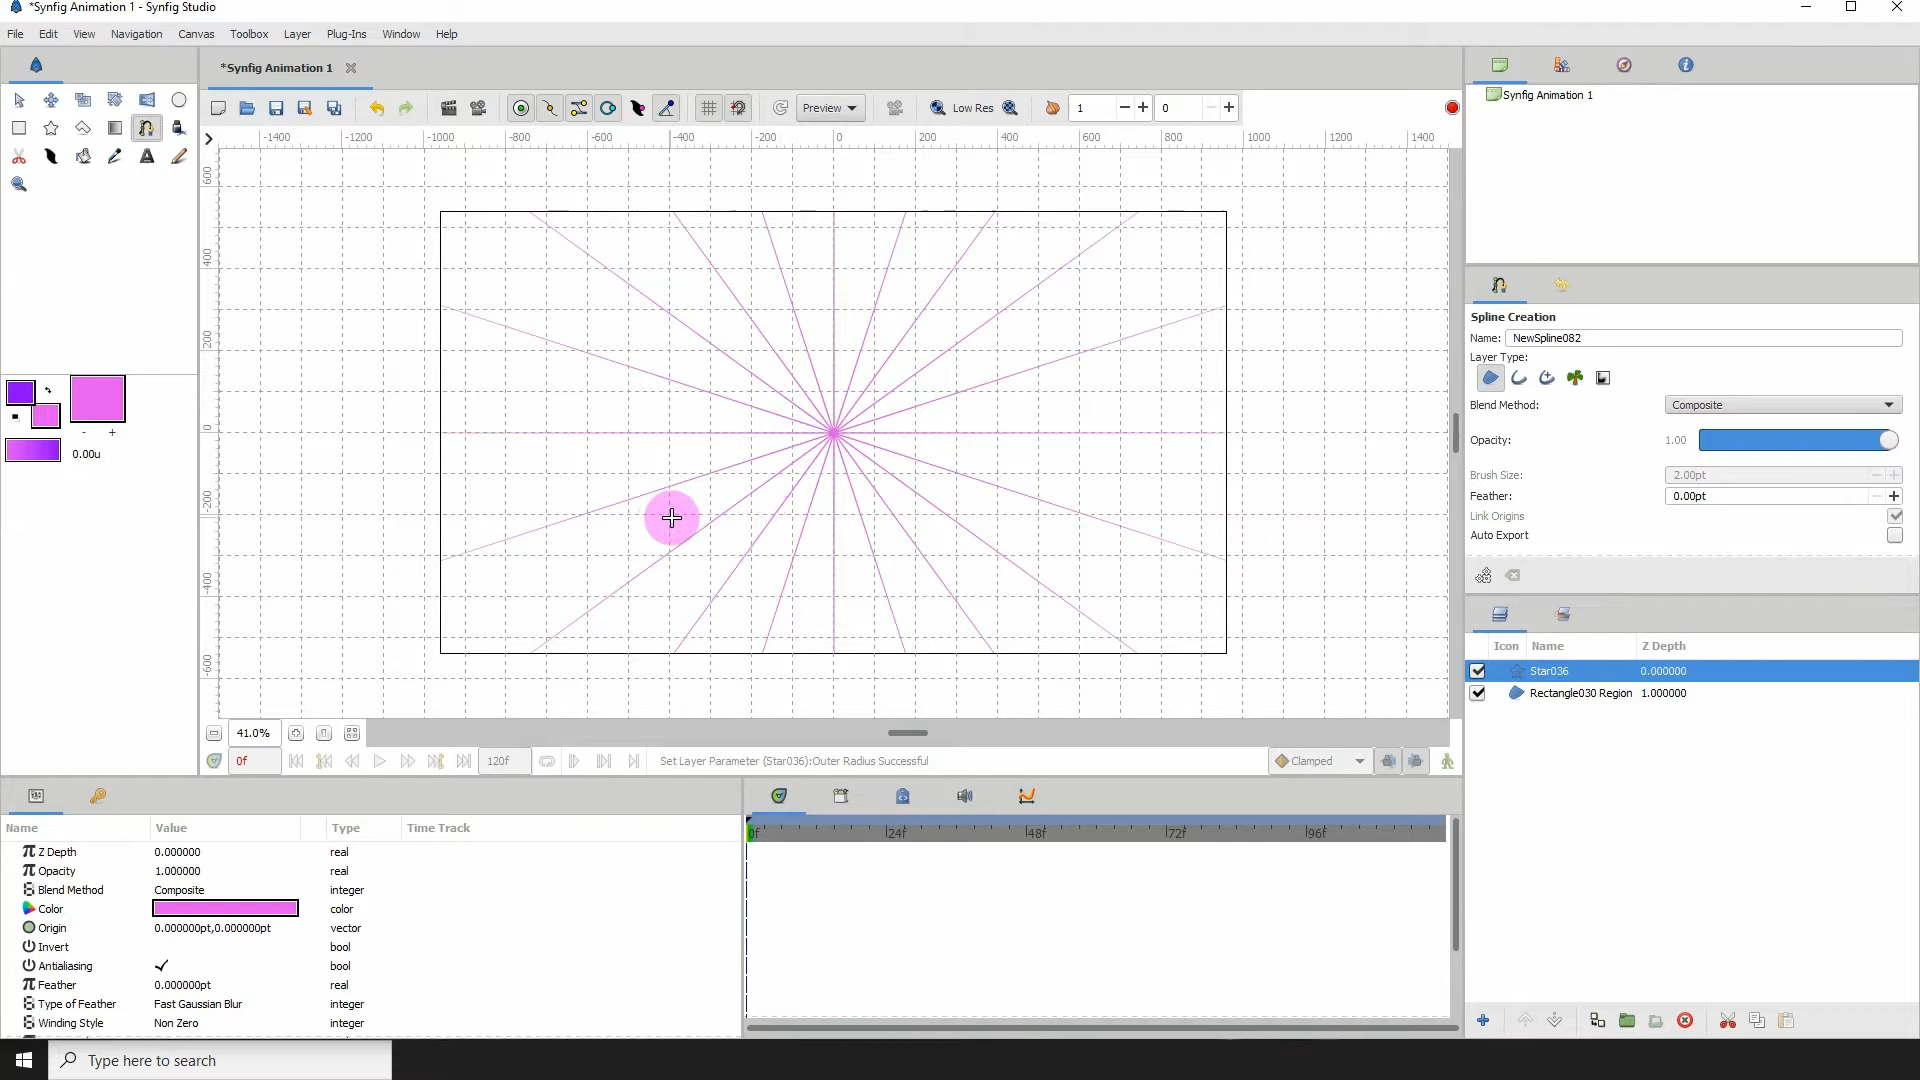 *Synfig Animation 1 - Synfig Studio
File Edit View Navigation Canvas Toolbox Layer Plug-Ins Window Help
*Synfig Animation 1
Preview Low Res 1 0
-1400 -1200 -1000 -800 -600 -400 -200 0 200 400 600 800 1000 1200 1400
600
400
200
0
-200
-400
-600
0.00u
41.0%
0f 120f Set Layer Parameter (Star036):Outer Radius Successful Clamped
Synfig Animation 1
Spline Creation
Name: NewSpline082
Layer Type:
Blend Method: Composite
Opacity: 1.00
Brush Size: 2.00pt
Feather: 0.00pt
Link Origins
Auto Export
Icon Name Z Depth
Star036 0.000000
Rectangle030 Region 1.000000
Name Value Type Time Track
Z Depth 0.000000 real
Opacity 1.000000 real
Blend Method Composite integer
Color color
Origin 0.000000pt,0.000000pt vector
Invert bool
Antialiasing bool
Feather 0.000000pt real
Type of Feather Fast Gaussian Blur integer
Winding Style Non Zero integer
0f 24f 48f 72f 96f
Type here to search